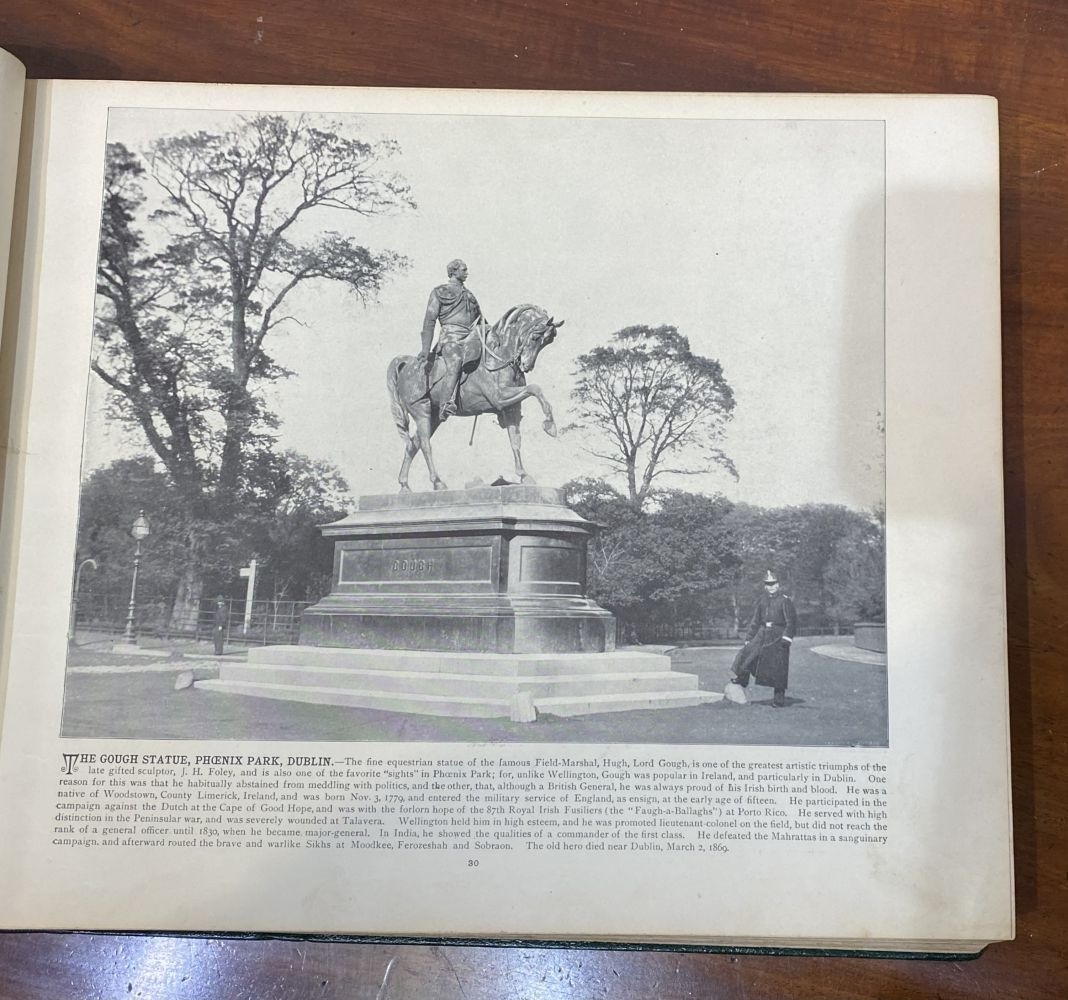 GOUGH
THE GOUGH STATUE, PHŒNIX PARK, DUBLIN.—The fine equestrian statue of the famous Field-Marshal, Hugh, Lord Gough, is one of the greatest artistic triumphs of the
late gifted sculptor, J. H. Foley, and is also one of the favorite "sights" in Phœnix Park; for, unlike Wellington, Gough was popular in Ireland, and particularly in Dublin. One
reason for this was that he habitually abstained from meddling with politics, and the other, that, although a British General, he was always proud of his Irish birth and blood. He was a
native of Woodstown, County Limerick, Ireland, and was born Nov. 3, 1779, and entered the military service of England, as ensign, at the early age of fifteen. He participated in the
campaign against the Dutch at the Cape of Good Hope, and was with the forlorn hope of the 87th Royal Irish Fusiliers (the "Faugh-a-Ballaghs") at Porto Rico. He served with high
distinction in the Peninsular war, and was severely wounded at Talavera. Wellington held him in high esteem, and he was promoted lieutenant-colonel on the field, but did not reach the
rank of a general officer until 1830, when he became major-general. In India, he showed the qualities of a commander of the first class. He defeated the Mahrattas in a sanguinary
campaign, and afterward routed the brave and warlike Sikhs at Moodkee, Ferozeshah and Sobraon. The old hero died near Dublin, March 2, 1869.
30